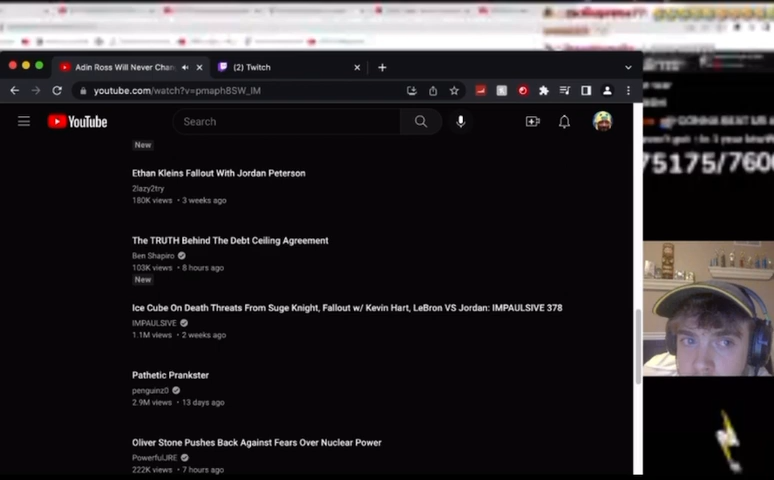 Adin Ross Will Never Chan
(2) Twitch
youtube.com/watch?v=pmaph8SW_IM
YouTube
Search
New
Ethan Kleins Fallout With Jordan Peterson
2lazy2try
180K views • 3 weeks ago
The TRUTH Behind The Debt Ceiling Agreement
Ben Shapiro
103K views • 8 hours ago
New
Ice Cube On Death Threats From Suge Knight, Fallout w/ Kevin Hart, LeBron VS Jordan: IMPAULSIVE 378
IMPAULSIVE
1.1M views • 2 weeks ago
Pathetic Prankster
penguinz0
2.9M views • 13 days ago
Oliver Stone Pushes Back Against Fears Over Nuclear Power
PowerfulJRE
222K views • 7 hours ago
75175/7600